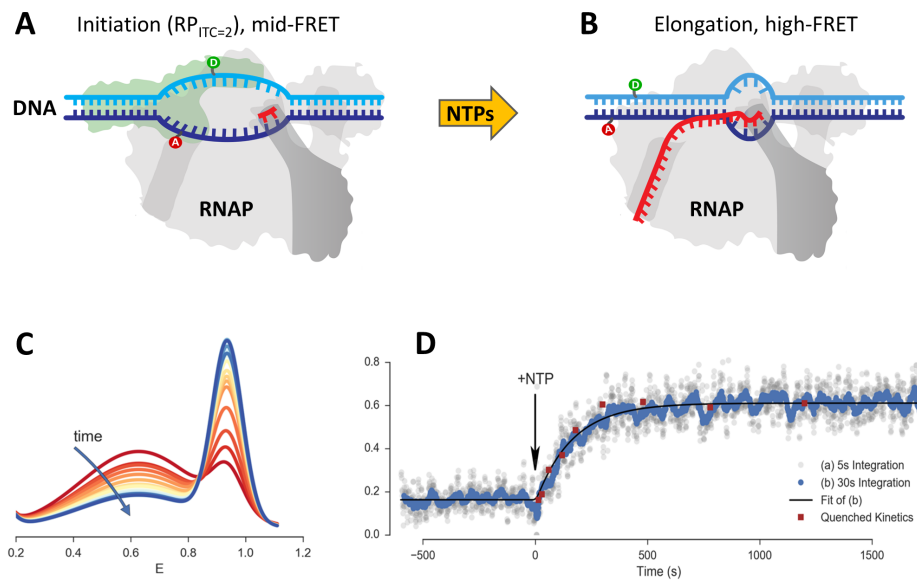 A
Initiation (RPITC=2), mid-FRET
D
DNA
A
RNAP
NTPs
B
Elongation, high-FRET
D
A
RNAP
C
time
0.2 0.4 0.6 0.8 1.0 1.2
E
D
0.8
0.6
0.4
0.2
0.0
+NTP
(a) 5s Integration
(b) 30s Integration
Fit of (b)
Quenched Kinetics
−500 0 500 1000 1500
Time (s)